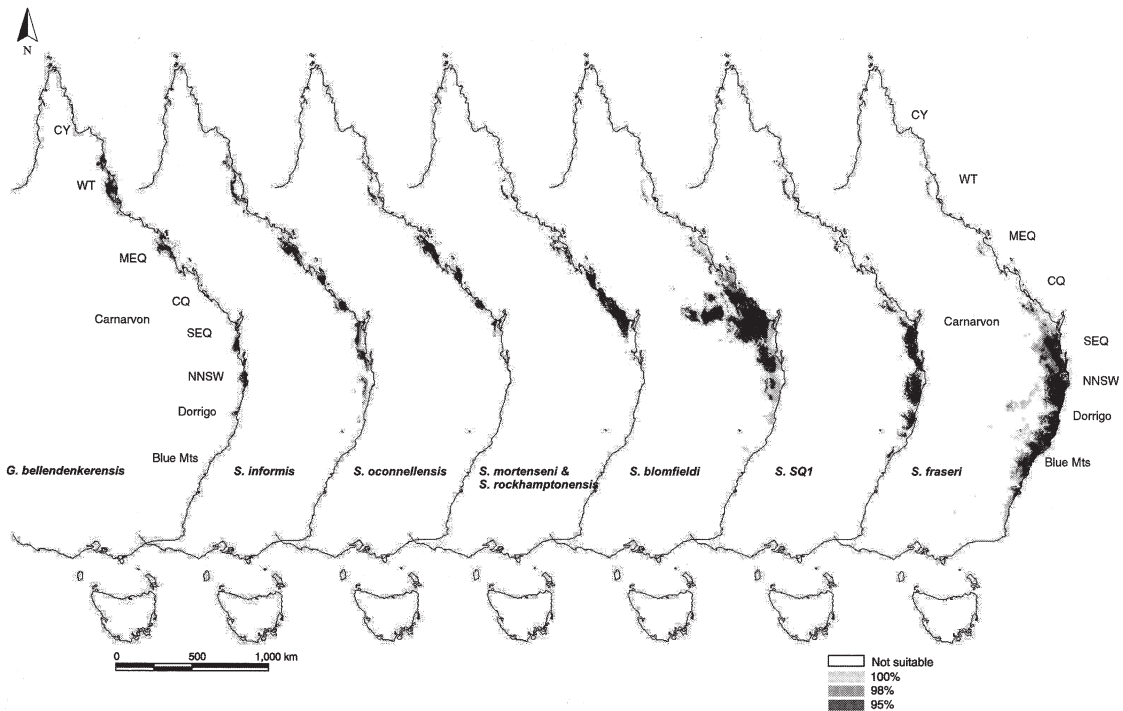 N
CY
WT
MEQ
CQ
Carnarvon
SEQ
NNSW
Dorrigo
Blue Mts
CY
WT
MEQ
CQ
Carnarvon
SEQ
NNSW
Dorrigo
Blue Mts
G. bellendenkerensis
S. informis
S. oconnellensis
S. mortenseni &
S. rockhamptonensis
S. blomfieldi
S. SQ1
S. fraseri
0 500 1,000 km
Not suitable
100%
98%
95%